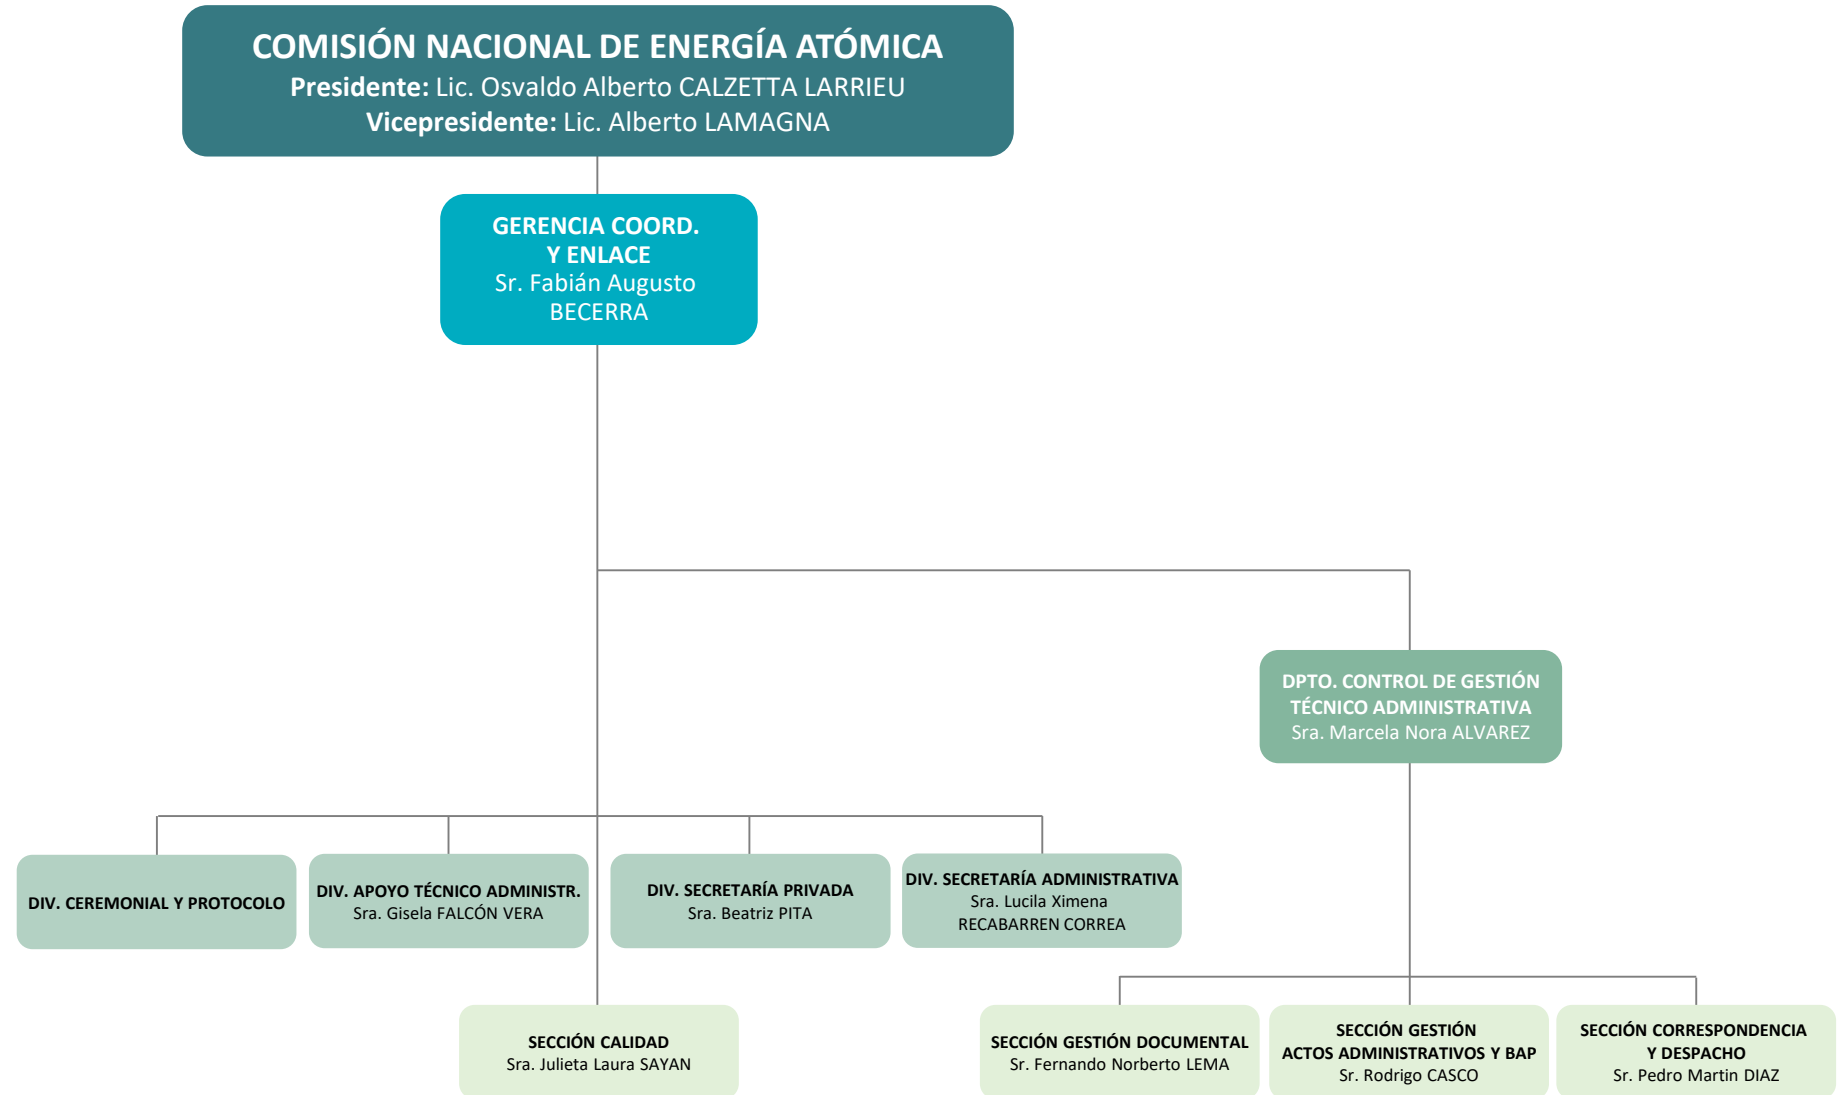 COMISIÓN NACIONAL DE ENERGÍA ATÓMICA
Presidente: Lic. Osvaldo Alberto CALZETTA LARRIEU
Vicepresidente: Lic. Alberto LAMAGNA
GERENCIA COORD.
Y ENLACE
Sr. Fabián Augusto
BECERRA
DPTO. CONTROL DE GESTIÓN
TÉCNICO ADMINISTRATIVA
Sra. Marcela Nora ALVAREZ
DIV. CEREMONIAL Y PROTOCOLO
DIV. APOYO TÉCNICO ADMINISTR.
Sra. Gisela FALCÓN VERA
DIV. SECRETARÍA PRIVADA
Sra. Beatriz PITA
DIV. SECRETARÍA ADMINISTRATIVA
Sra. Lucila Ximena
RECABARREN CORREA
SECCIÓN CALIDAD
Sra. Julieta Laura SAYAN
SECCIÓN GESTIÓN DOCUMENTAL
Sr. Fernando Norberto LEMA
SECCIÓN GESTIÓN
ACTOS ADMINISTRATIVOS Y BAP
Sr. Rodrigo CASCO
SECCIÓN CORRESPONDENCIA
Y DESPACHO
Sr. Pedro Martin DIAZ